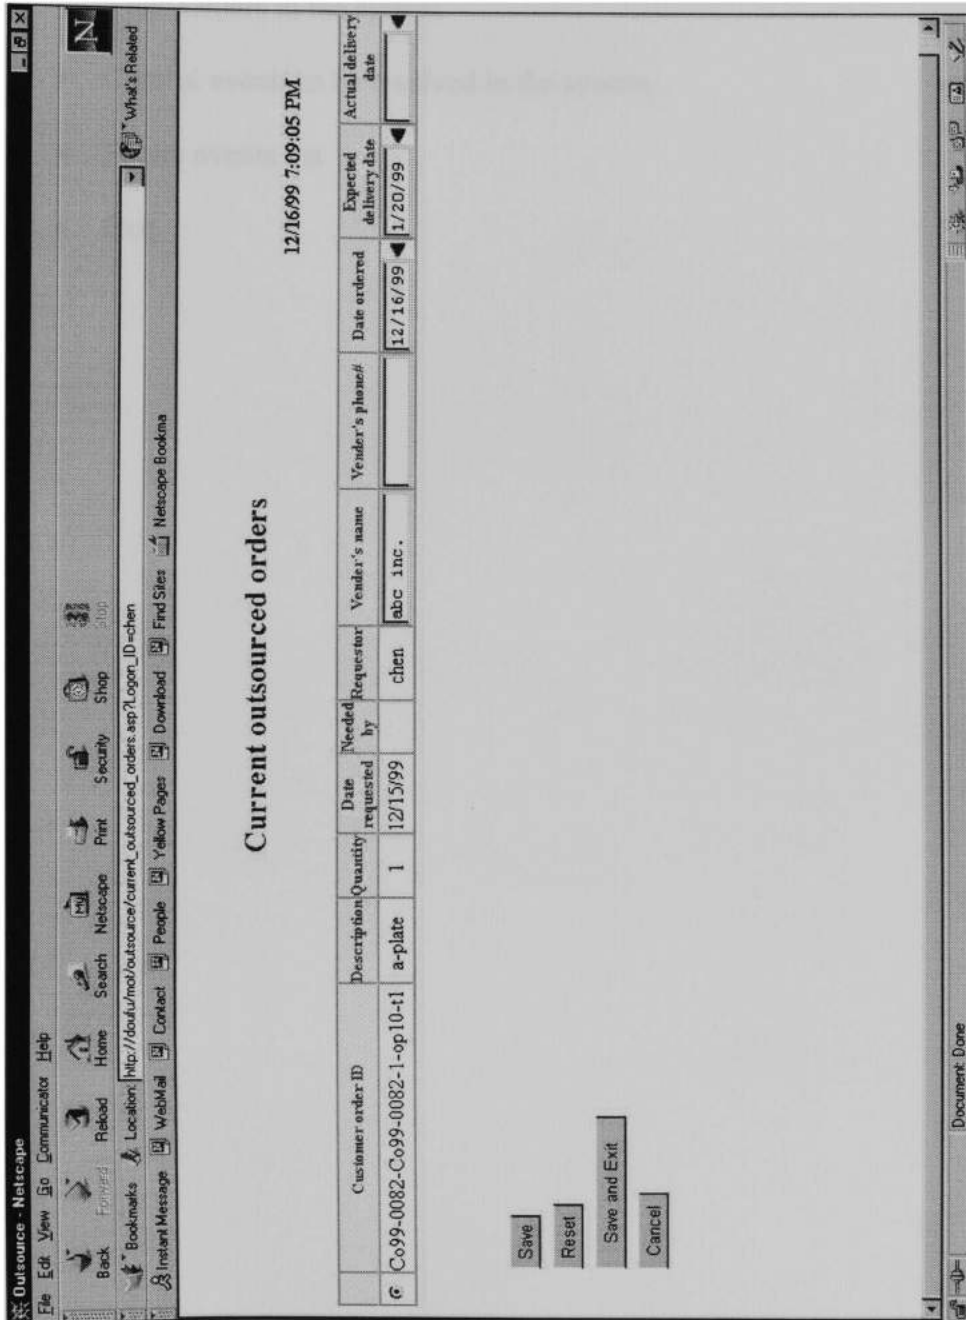 Outsource - Netscape
File Edit View Go Communicator Help
Back Forward Reload Home Search Netscape Print Security Shop Stop
Bookmarks Location: http://doufu/mot/outsource/current_outsourced_orders.asp?Logon_ID=chen What's Related
Instant Message WebMail Contact People Yellow Pages Download Find Sites Netscape Bookma
Current outsourced orders
12/16/99 7:09:05 PM
Customer order ID Description Quantity Date requested Needed by Requestor Vender's name Vender's phone# Date ordered Expected delivery date Actual delivery date
Co99-0082-Co99-0082-1-op10-t1 a-plate 1 12/15/99 chen abc inc. 12/16/99 1/20/99
Save
Reset
Save and Exit
Cancel
Document: Done